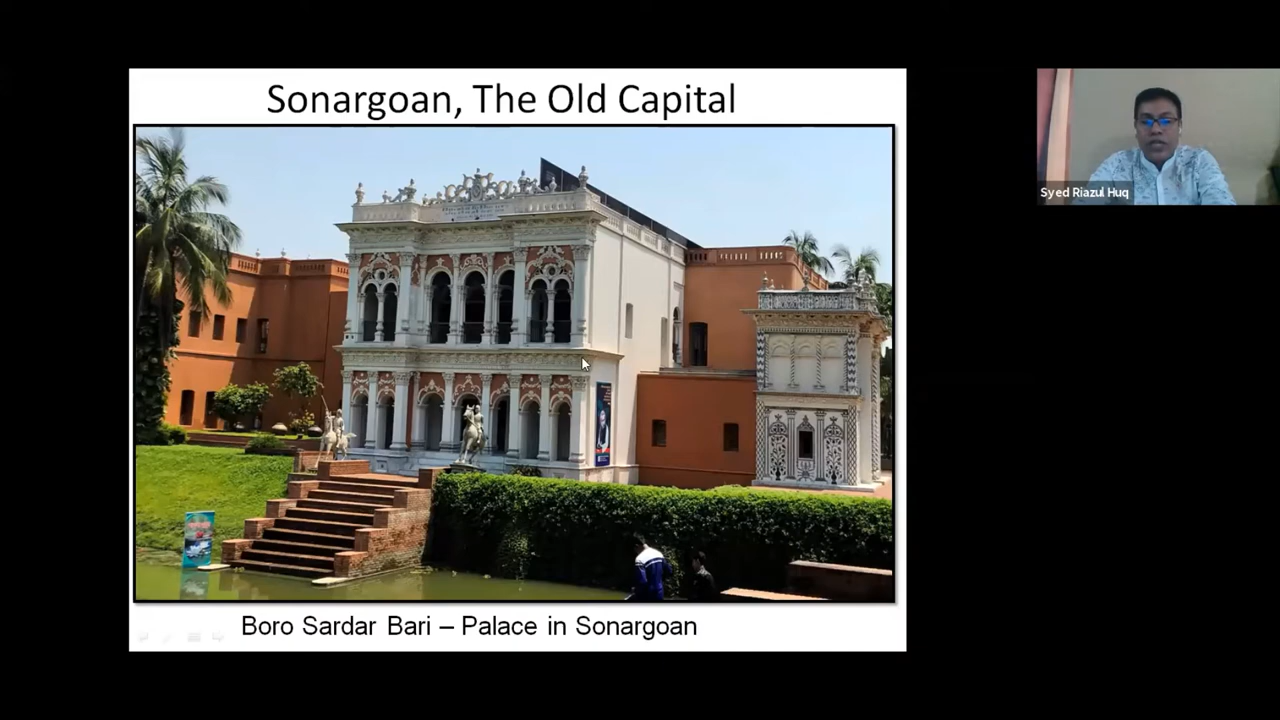 Sonargoan, The Old Capital
Syed Riazul Huq
Boro Sardar Bari – Palace in Sonargoan